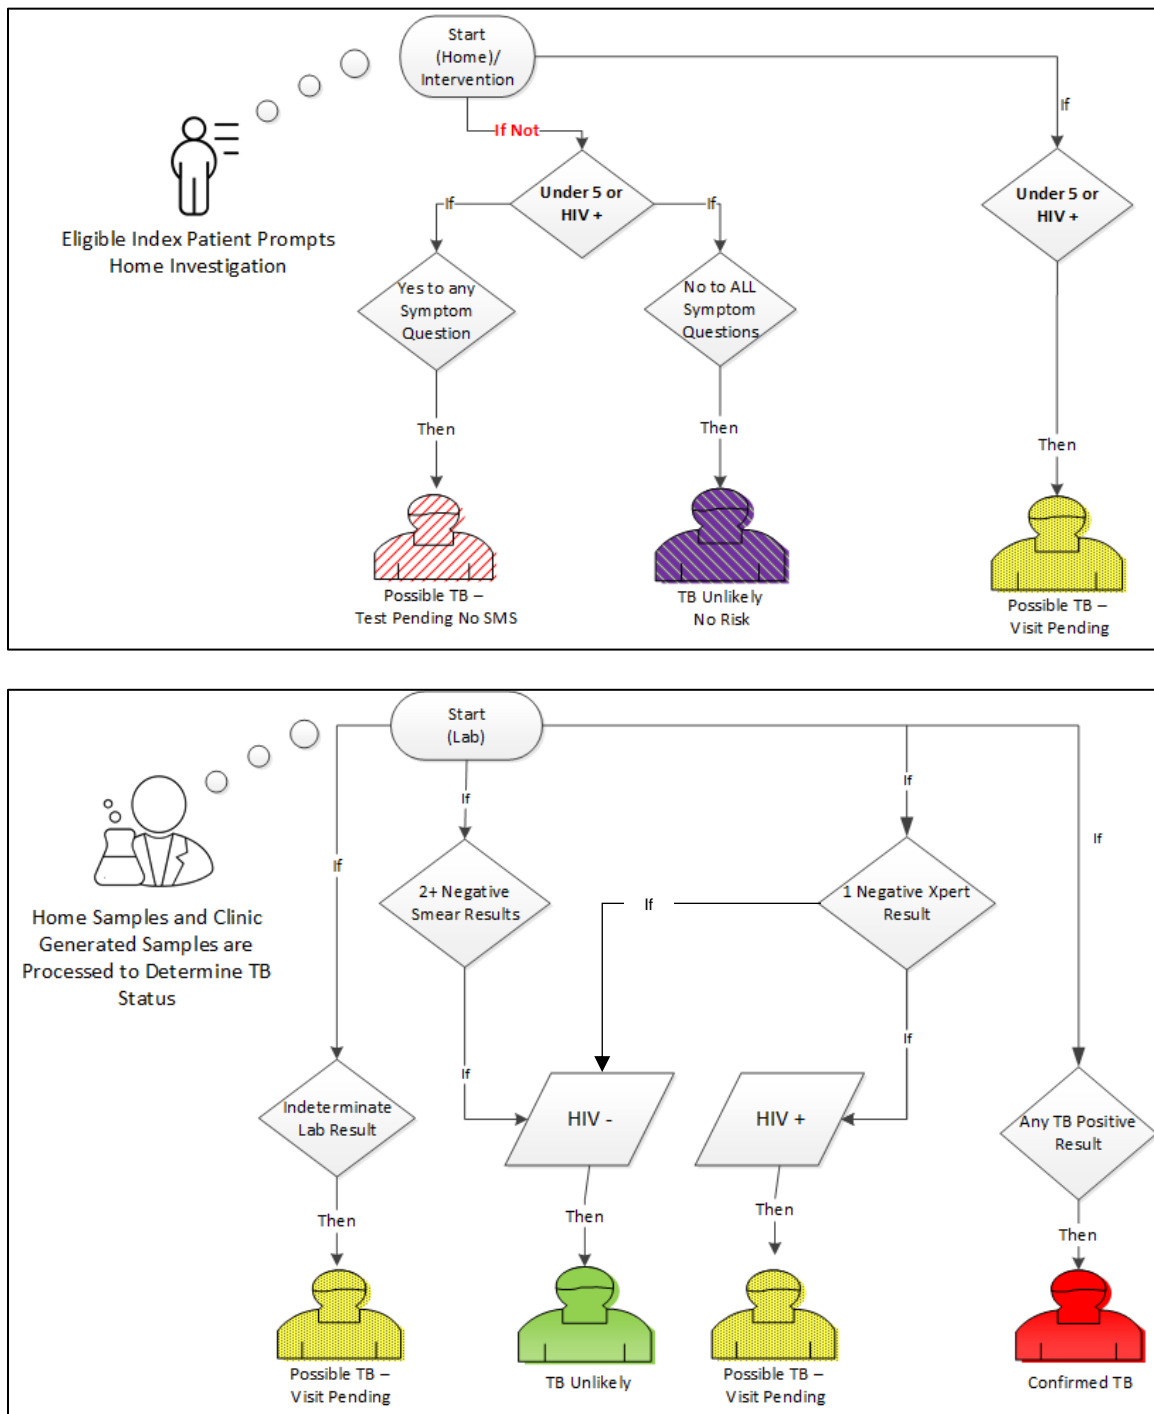 Start
(Home)/
Intervention
If Not
If
Under 5 or
HIV +
Under 5 or
HIV +
If
If
Eligible Index Patient Prompts
Home Investigation
Yes to any
Symptom
Question
No to ALL
Symptom
Questions
Then
Then
Then
Possible TB –
Test Pending No SMS
TB Unlikely
No Risk
Possible TB –
Visit Pending
Start
(Lab)
If
If
If
If
2+ Negative
Smear Results
If
1 Negative Xpert
Result
Home Samples and Clinic
Generated Samples are
Processed to Determine TB
Status
If
If
Indeterminate
Lab Result
HIV -
HIV +
Any TB Positive
Result
Then
Then
Then
Then
Possible TB –
Visit Pending
TB Unlikely
Possible TB –
Visit Pending
Confirmed TB